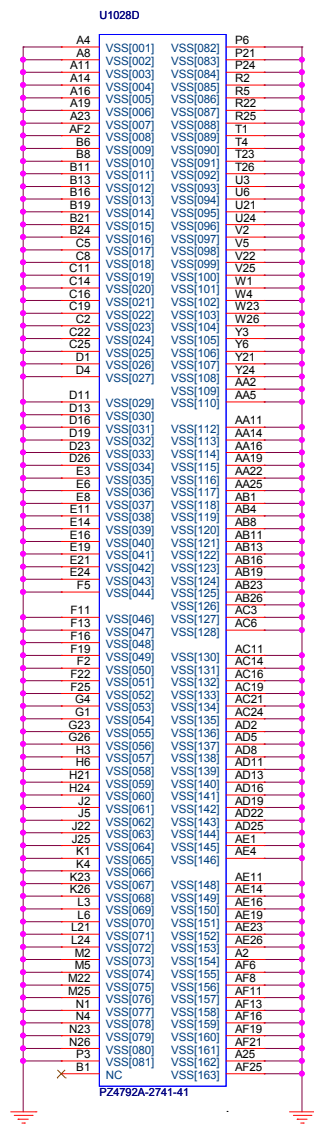 U1028D
A4 VSS[001] VSS[082] P6
A8 VSS[002] VSS[083] P21
A11 VSS[003] VSS[084] P24
A14 VSS[004] VSS[085] R2
A16 VSS[005] VSS[086] R5
A19 VSS[006] VSS[087] R22
A23 VSS[007] VSS[088] R25
AF2 VSS[008] VSS[089] T1
B6 VSS[009] VSS[090] T4
B8 VSS[010] VSS[091] T23
B11 VSS[011] VSS[092] T26
B13 VSS[012] VSS[093] U3
B16 VSS[013] VSS[094] U6
B19 VSS[014] VSS[095] U21
B21 VSS[015] VSS[096] U24
B24 VSS[016] VSS[097] V2
C5 VSS[017] VSS[098] V5
C8 VSS[018] VSS[099] V22
C11 VSS[019] VSS[100] V25
C14 VSS[020] VSS[101] W1
C16 VSS[021] VSS[102] W4
C19 VSS[022] VSS[103] W23
C2 VSS[023] VSS[104] W26
C22 VSS[024] VSS[105] Y3
C25 VSS[025] VSS[106] Y6
D1 VSS[026] VSS[107] Y21
D4 VSS[027] VSS[108] Y24
VSS[109] AA2
D11 VSS[029] VSS[110] AA5
D13 VSS[030]
D16 VSS[031] VSS[112] AA11
D19 VSS[032] VSS[113] AA14
D23 VSS[033] VSS[114] AA16
D26 VSS[034] VSS[115] AA19
E3 VSS[035] VSS[116] AA22
E6 VSS[036] VSS[117] AA25
E8 VSS[037] VSS[118] AB1
E11 VSS[038] VSS[119] AB4
E14 VSS[039] VSS[120] AB8
E16 VSS[040] VSS[121] AB11
E19 VSS[041] VSS[122] AB13
E21 VSS[042] VSS[123] AB16
E24 VSS[043] VSS[124] AB19
F5 VSS[044] VSS[125] AB23
VSS[126] AB26
F11 VSS[046] VSS[127] AC3
F13 VSS[047] VSS[128] AC6
F16 VSS[048]
F19 VSS[049] VSS[130] AC11
F2 VSS[050] VSS[131] AC14
F22 VSS[051] VSS[132] AC16
F25 VSS[052] VSS[133] AC19
G4 VSS[053] VSS[134] AC21
G1 VSS[054] VSS[135] AC24
G23 VSS[055] VSS[136] AD2
G26 VSS[056] VSS[137] AD5
H3 VSS[057] VSS[138] AD8
H6 VSS[058] VSS[139] AD11
H21 VSS[059] VSS[140] AD13
H24 VSS[060] VSS[141] AD16
J2 VSS[061] VSS[142] AD19
J5 VSS[062] VSS[143] AD22
J22 VSS[063] VSS[144] AD25
J25 VSS[064] VSS[145] AE1
K1 VSS[065] VSS[146] AE4
K4 VSS[066]
K23 VSS[067] VSS[148] AE11
K26 VSS[068] VSS[149] AE14
L3 VSS[069] VSS[150] AE16
L6 VSS[070] VSS[151] AE19
L21 VSS[071] VSS[152] AE23
L24 VSS[072] VSS[153] AE26
M2 VSS[073] VSS[154] A2
M5 VSS[074] VSS[155] AF6
M22 VSS[075] VSS[156] AF8
M25 VSS[076] VSS[157] AF11
N1 VSS[077] VSS[158] AF13
N4 VSS[078] VSS[159] AF16
N23 VSS[079] VSS[160] AF19
N26 VSS[080] VSS[161] AF21
P3 VSS[081] VSS[162] A25
B1 NC VSS[163] AF25
PZ4792A-2741-41